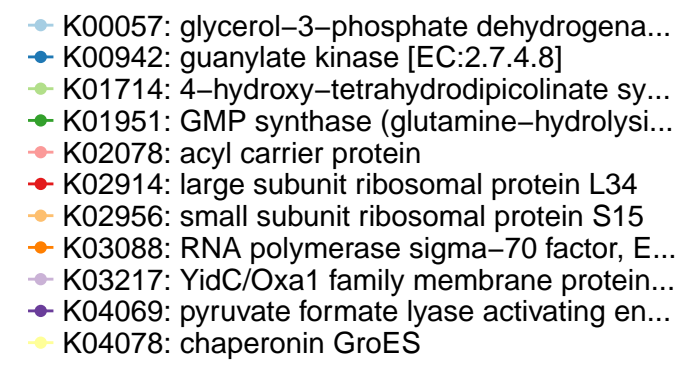 K00057: glycerol−3−phosphate dehydrogena...
K00942: guanylate kinase [EC:2.7.4.8]
K01714: 4−hydroxy−tetrahydrodipicolinate sy...
K01951: GMP synthase (glutamine−hydrolysi...
K02078: acyl carrier protein
K02914: large subunit ribosomal protein L34
K02956: small subunit ribosomal protein S15
K03088: RNA polymerase sigma−70 factor, E...
K03217: YidC/Oxa1 family membrane protein...
K04069: pyruvate formate lyase activating en...
K04078: chaperonin GroES